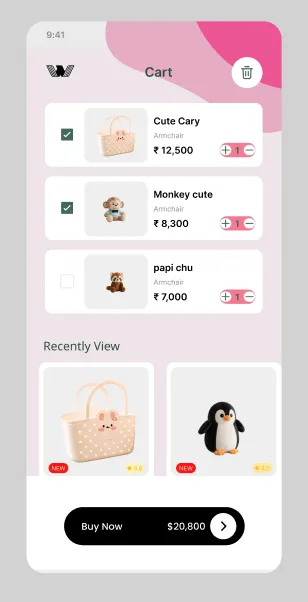 9:41
Cart
Cute Cary
Armchair
₹ 12,500
1
Monkey cute
Armchair
₹ 8,300
1
papi chu
Armchair
₹ 7,000
1
Recently View
NEW
4.8
NEW
Buy Now
$20,800